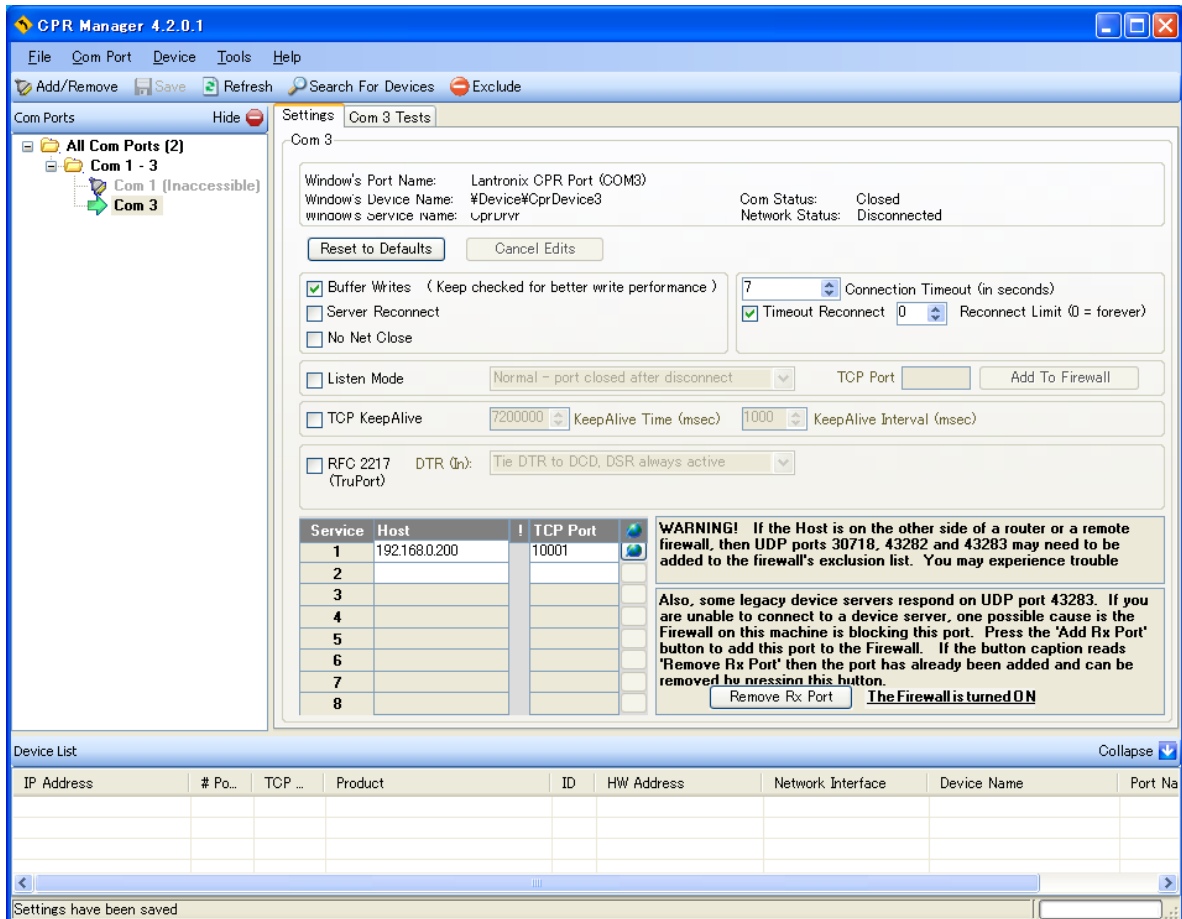 CPR Manager 4.2.0.1
File Com Port Device Tools Help
Add/Remove Save Refresh Search For Devices Exclude
Com Ports Hide
All Com Ports (2)
Com 1 - 3
Com 1 (Inaccessible)
Com 3
Settings Com 3 Tests
Com 3
Window's Port Name: Lantronix CPR Port (COM3)
Window's Device Name: ¥Device¥CprDevice3 Com Status: Closed
Window's Service Name: CprDrvr Network Status: Disconnected
Reset to Defaults Cancel Edits
Buffer Writes ( Keep checked for better write performance ) 7 Connection Timeout (in seconds)
Server Reconnect Timeout Reconnect 0 Reconnect Limit (0 = forever)
No Net Close
Listen Mode Normal - port closed after disconnect TCP Port Add To Firewall
TCP KeepAlive 7200000 KeepAlive Time (msec) 1000 KeepAlive Interval (msec)
RFC 2217 DTR (In): Tie DTR to DCD, DSR always active
(TruPort)
Service Host ! TCP Port
1 192.168.0.200 10001
2
3
4
5
6
7
8
WARNING! If the Host is on the other side of a router or a remote
firewall, then UDP ports 30718, 43282 and 43283 may need to be
added to the firewall's exclusion list. You may experience trouble
Also, some legacy device servers respond on UDP port 43283. If you
are unable to connect to a device server, one possible cause is the
Firewall on this machine is blocking this port. Press the 'Add Rx Port'
button to add this port to the Firewall. If the button caption reads
'Remove Rx Port' then the port has already been added and can be
removed by pressing this button.
Remove Rx Port The Firewall is turned ON
Device List Collapse
IP Address # Po... TCP ... Product ID HW Address Network Interface Device Name Port Na
Settings have been saved